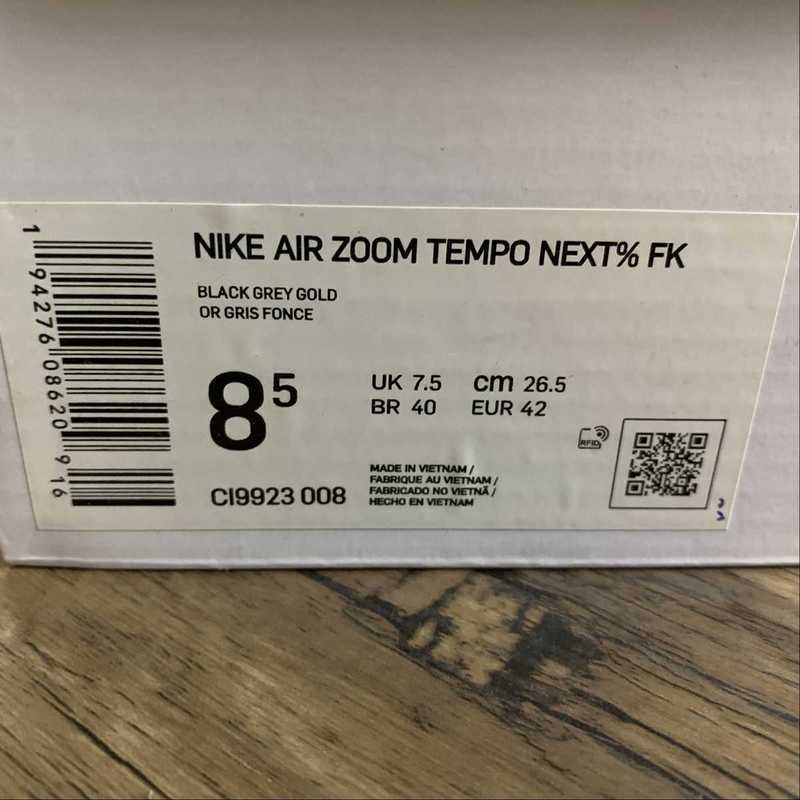 NIKE AIR ZOOM TEMPO NEXT% FK
BLACK GREY GOLD
OR GRIS FONCE
8 5
UK 7.5 cm 26.5
BR 40 EUR 42
RFID
MADE IN VIETNAM /
FABRIQUE AU VIETNAM /
FABRICADO NO VIETNÃ /
HECHO EN VIETNAM
CI9923 008
1 94276 08620 9 16